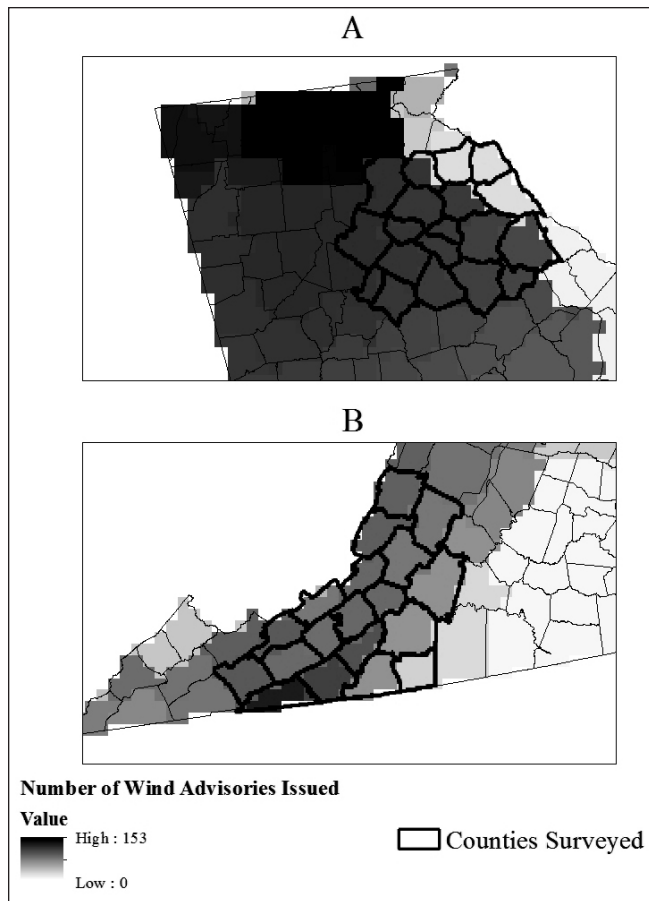 A
B
Number of Wind Advisories Issued
Value
High : 153
Low : 0
Counties Surveyed